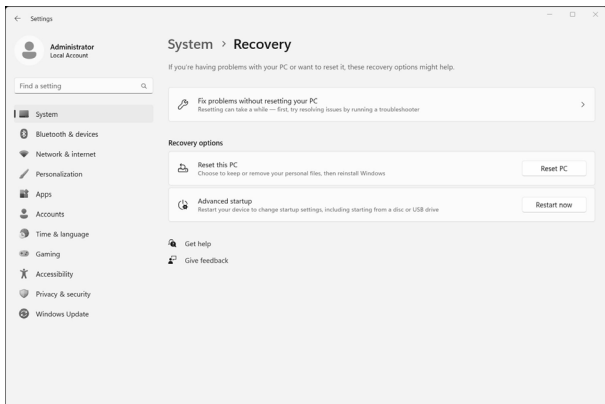 Settings
Administrator
Local Account
Find a setting
System
Bluetooth & devices
Network & internet
Personalization
Apps
Accounts
Time & language
Gaming
Accessibility
Privacy & security
Windows Update
System > Recovery
If you're having problems with your PC or want to reset it, these recovery options might help.
Fix problems without resetting your PC
Resetting can take a while — first, try resolving issues by running a troubleshooter
Recovery options
Reset this PC
Choose to keep or remove your personal files, then reinstall Windows
Reset PC
Advanced startup
Restart your device to change startup settings, including starting from a disc or USB drive
Restart now
Get help
Give feedback